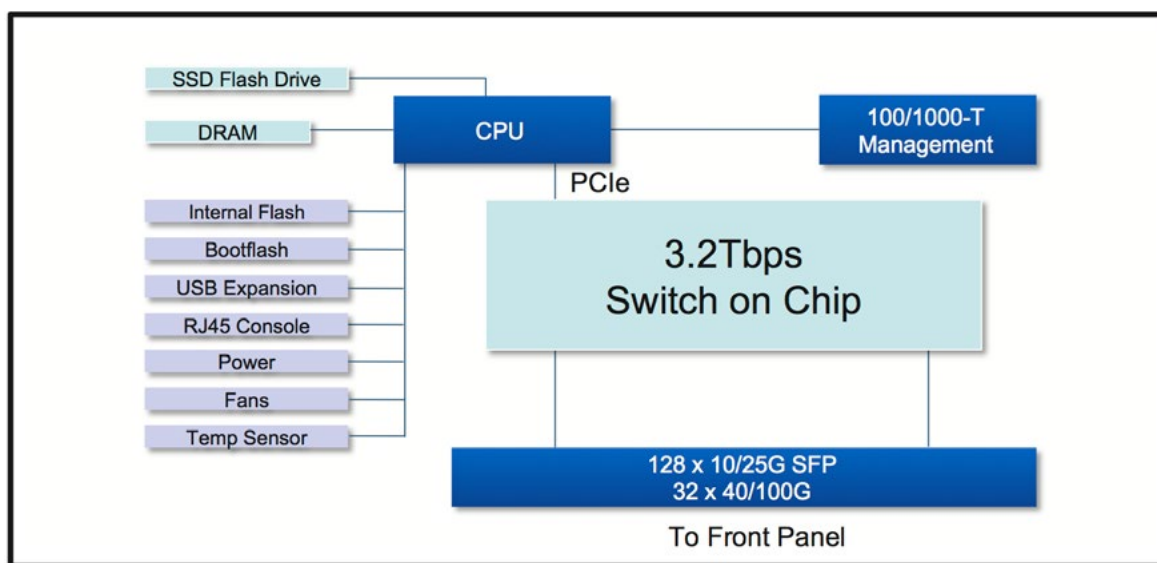 SSD Flash Drive
DRAM
CPU
100/1000-T
Management
PCIe
Internal Flash
Bootflash
USB Expansion
RJ45 Console
Power
Fans
Temp Sensor
3.2Tbps
Switch on Chip
128 x 10/25G SFP
32 x 40/100G
To Front Panel